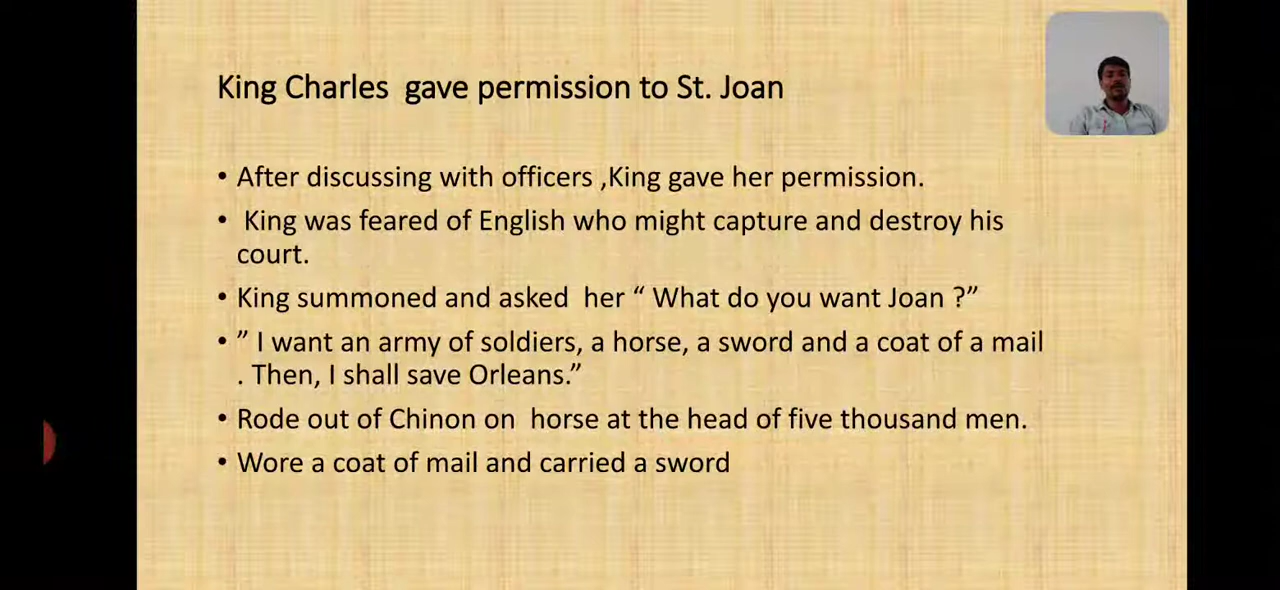 King Charles  gave permission to St. Joan
• After discussing with officers ,King gave her permission.
•  King was feared of English who might capture and destroy his
court.
• King summoned and asked  her “ What do you want Joan ?”
• ” I want an army of soldiers, a horse, a sword and a coat of a mail
. Then, I shall save Orleans.”
• Rode out of Chinon on  horse at the head of five thousand men.
• Wore a coat of mail and carried a sword